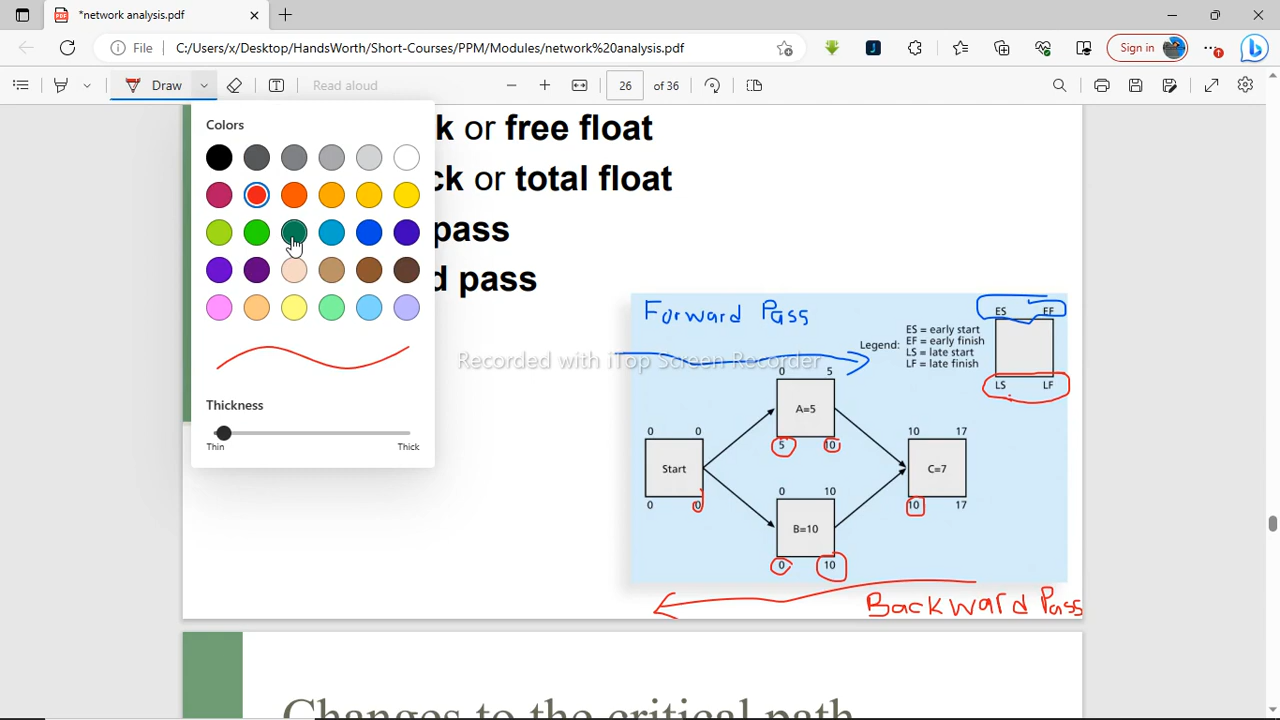 *network analysis.pdf
File
C:/Users/x/Desktop/HandsWorth/Short-Courses/PPM/Modules/network%20analysis.pdf
Sign in
Draw
Read aloud
26 of 36
Colors
Thickness
Thin
Thick
k or free float
ck or total float
pass
d pass
Forward Pass
Recorded with iTop Screen Recorder
ES EF
Legend:
ES = early start
EF = early finish
LS = late start
LF = late finish
LS LF
0 5
A=5
5 10
0 0
Start
0 0
10 17
C=7
10 17
0 10
B=10
0 10
Backward Pass
Changes to the critical path